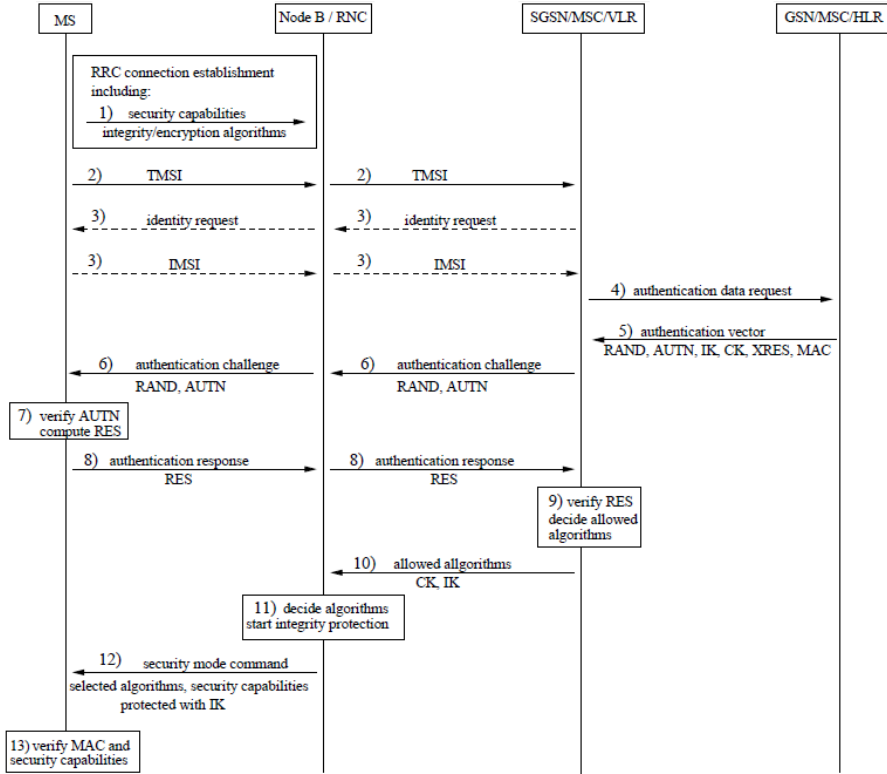 MS
Node B / RNC
SGSN/MSC/VLR
GSN/MSC/HLR
RRC connection establishment
including:
1) security capabilities
integrity/encryption algorithms
2) TMSI
2) TMSI
3) identity request
3) identity request
3) IMSI
3) IMSI
4) authentication data request
5) authentication vector
RAND, AUTN, IK, CK, XRES, MAC
6) authentication challenge
RAND, AUTN
6) authentication challenge
RAND, AUTN
7) verify AUTN
compute RES
8) authentication response
RES
8) authentication response
RES
9) verify RES
decide allowed
algorithms
10) allowed allgorithms
CK, IK
11) decide algorithms
start integrity protection
12) security mode command
selected algorithms, security capabilities
protected with IK
13) verify MAC and
security capabilities